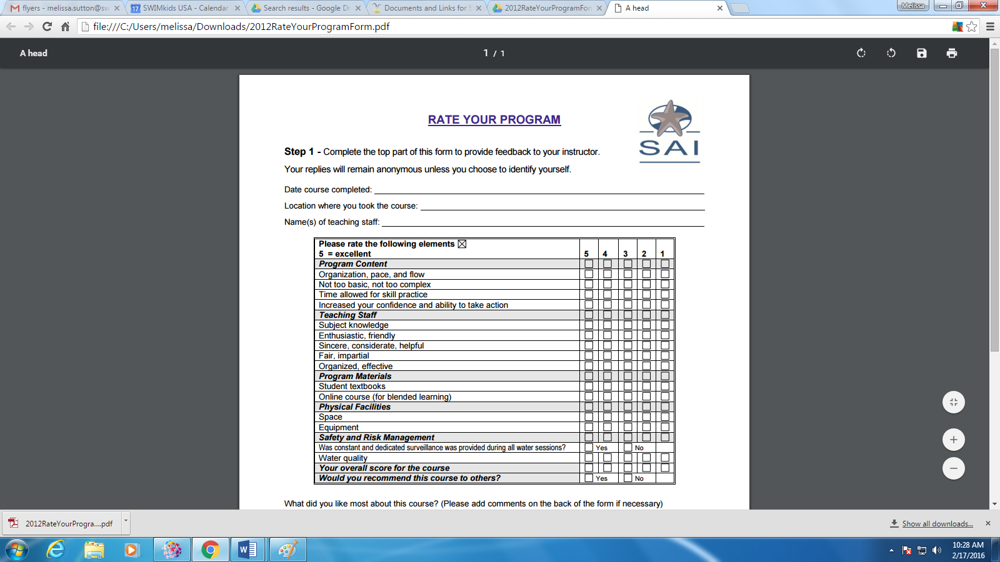 flyers - melissa.sutton@sw
17 SWIMkids USA - Calendar
Search results - Google Dr
Documents and Links for S
2012RateYourProgramForm
A head
Melissa
file:///C:/Users/melissa/Downloads/2012RateYourProgramForm.pdf
A head
1 / 1
RATE YOUR PROGRAM
SAI
Step 1 - Complete the top part of this form to provide feedback to your instructor.
Your replies will remain anonymous unless you choose to identify yourself.
Date course completed:
Location where you took the course:
Name(s) of teaching staff:
Please rate the following elements
5 = excellent 5 4 3 2 1
Program Content
Organization, pace, and flow
Not too basic, not too complex
Time allowed for skill practice
Increased your confidence and ability to take action
Teaching Staff
Subject knowledge
Enthusiastic, friendly
Sincere, considerate, helpful
Fair, impartial
Organized, effective
Program Materials
Student textbooks
Online course (for blended learning)
Physical Facilities
Space
Equipment
Safety and Risk Management
Was constant and dedicated surveillance was provided during all water sessions? Yes No
Water quality
Your overall score for the course
Would you recommend this course to others? Yes No
What did you like most about this course? (Please add comments on the back of the form if necessary)
2012RateYourProgra....pdf
Show all downloads...
10:28 AM
2/17/2016